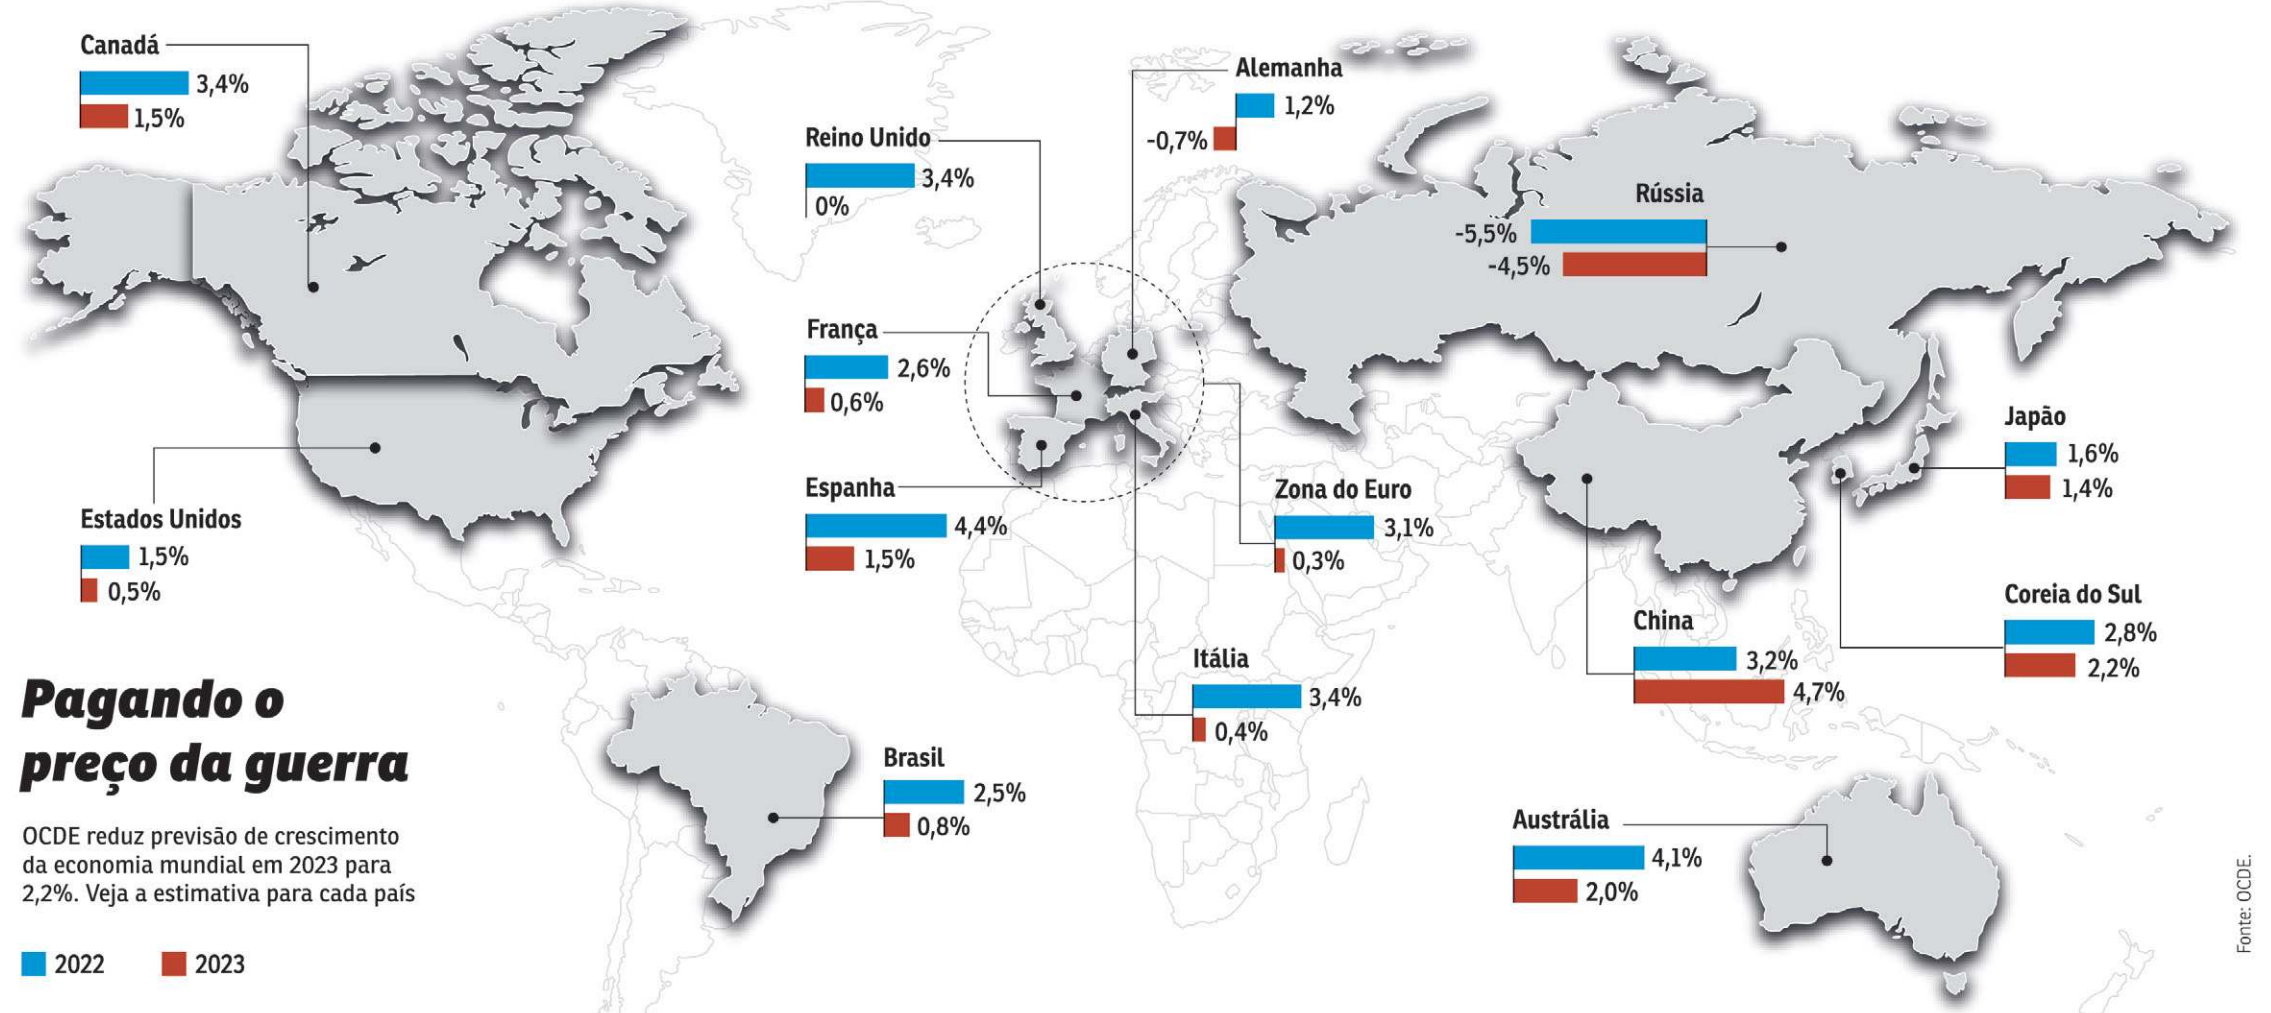 Canadá
3,4%
1,5%
Estados Unidos
1,5%
0,5%
Reino Unido
3,4%
0%
França
2,6%
0,6%
Espanha
4,4%
1,5%
Alemanha
1,2%
-0,7%
Zona do Euro
3,1%
0,3%
Itália
3,4%
0,4%
Brasil
2,5%
0,8%
Rússia
-5,5%
-4,5%
Japão
1,6%
1,4%
Coreia do Sul
2,8%
2,2%
China
3,2%
4,7%
Austrália
4,1%
2,0%
Pagando o
preço da guerra
OCDE reduz previsão de crescimento
da economia mundial em 2023 para
2,2%. Veja a estimativa para cada país
2022
2023
Fonte: OCDE.